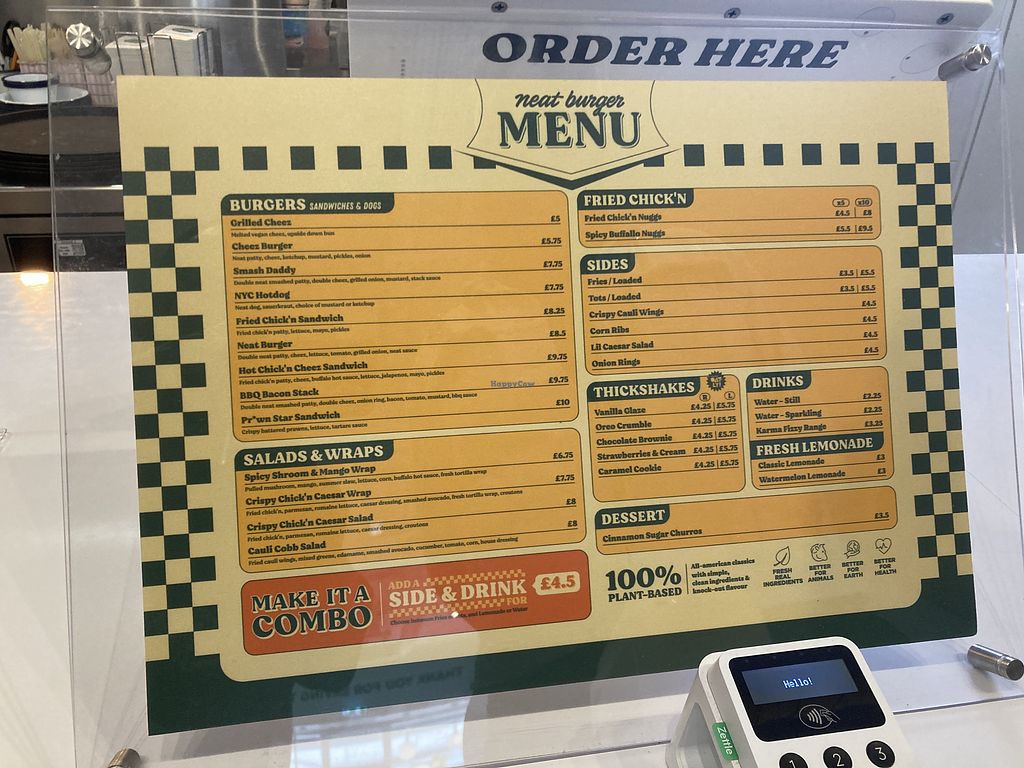 ORDER HERE
neat burger
MENU
BURGERS SANDWICHES & DOGS
Grilled Cheez £5
Melted vegan cheez, upside down bun
Cheez Burger £5.75
Neat patty, cheez, ketchup, mustard, pickles, onion
Smash Daddy £7.75
Double neat smashed patty, double cheez, grilled onion, mustard, stack sauce
NYC Hotdog £7.75
Neat dog, sauerkraut, choice of mustard or ketchup
Fried Chick'n Sandwich £8.25
Fried chick'n patty, lettuce, mayo, pickles
Neat Burger £8.5
Double neat patty, cheez, lettuce, tomato, grilled onion, neat sauce
Hot Chick'n Cheez Sandwich £9.75
Fried chick'n patty, cheez, buffalo hot sauce, lettuce, jalapenos, mayo, pickles
BBQ Bacon Stack £9.75
Double neat smashed patty, double cheez, onion ring, bacon, tomato, mustard, bbq sauce
Pr*wn Star Sandwich £10
Crispy battered prawns, lettuce, tartare sauce
SALADS & WRAPS
Spicy Shroom & Mango Wrap £6.75
Pulled mushroom, mango, summer slaw, lettuce, corn, buffalo hot sauce, fresh tortilla wrap
Crispy Chick'n Caesar Wrap £7.75
Fried chick'n, parmesan, romaine lettuce, caesar dressing, smashed avocado, fresh tortilla wrap, croutons
Crispy Chick'n Caesar Salad £8
Fried chick'n, parmesan, romaine lettuce, caesar dressing, croutons
Cauli Cobb Salad £8
Fried cauli wings, mixed greens, edamame, smashed avocado, cucumber, tomato, corn, house dressing
MAKE IT A
COMBO
ADD A
SIDE & DRINK
FOR
£4.5
Choose between Fries and Lemonade or Water
FRIED CHICK'N
x5 x10
Fried Chick'n Nuggs £4.5 | £8
Spicy Buffallo Nuggs £5.5 | £9.5
SIDES
Fries / Loaded £3.5 | £5.5
Tots / Loaded £3.5 | £5.5
Crispy Cauli Wings £4.5
Corn Ribs £4.5
Lil Caesar Salad £4.5
Onion Rings £4.5
THICKSHAKES
R L
Vanilla Glaze £4.25 | £5.75
Oreo Crumble £4.25 | £5.75
Chocolate Brownie £4.25 | £5.75
Strawberries & Cream £4.25 | £5.75
Caramel Cookie £4.25 | £5.75
DRINKS
Water - Still £2.25
Water - Sparkling £2.25
Karma Fizzy Range £3.25
FRESH LEMONADE
Classic Lemonade £3
Watermelon Lemonade £3
DESSERT
Cinnamon Sugar Churros £3.5
100%
PLANT-BASED
All-american classics
with simple,
clean ingredients &
knock-out flavour
FRESH REAL INGREDIENTS
BETTER FOR ANIMALS
BETTER FOR EARTH
BETTER FOR HEALTH
HappyCow
THANK YOU FOR
Hello!
Zettle
1 2 3